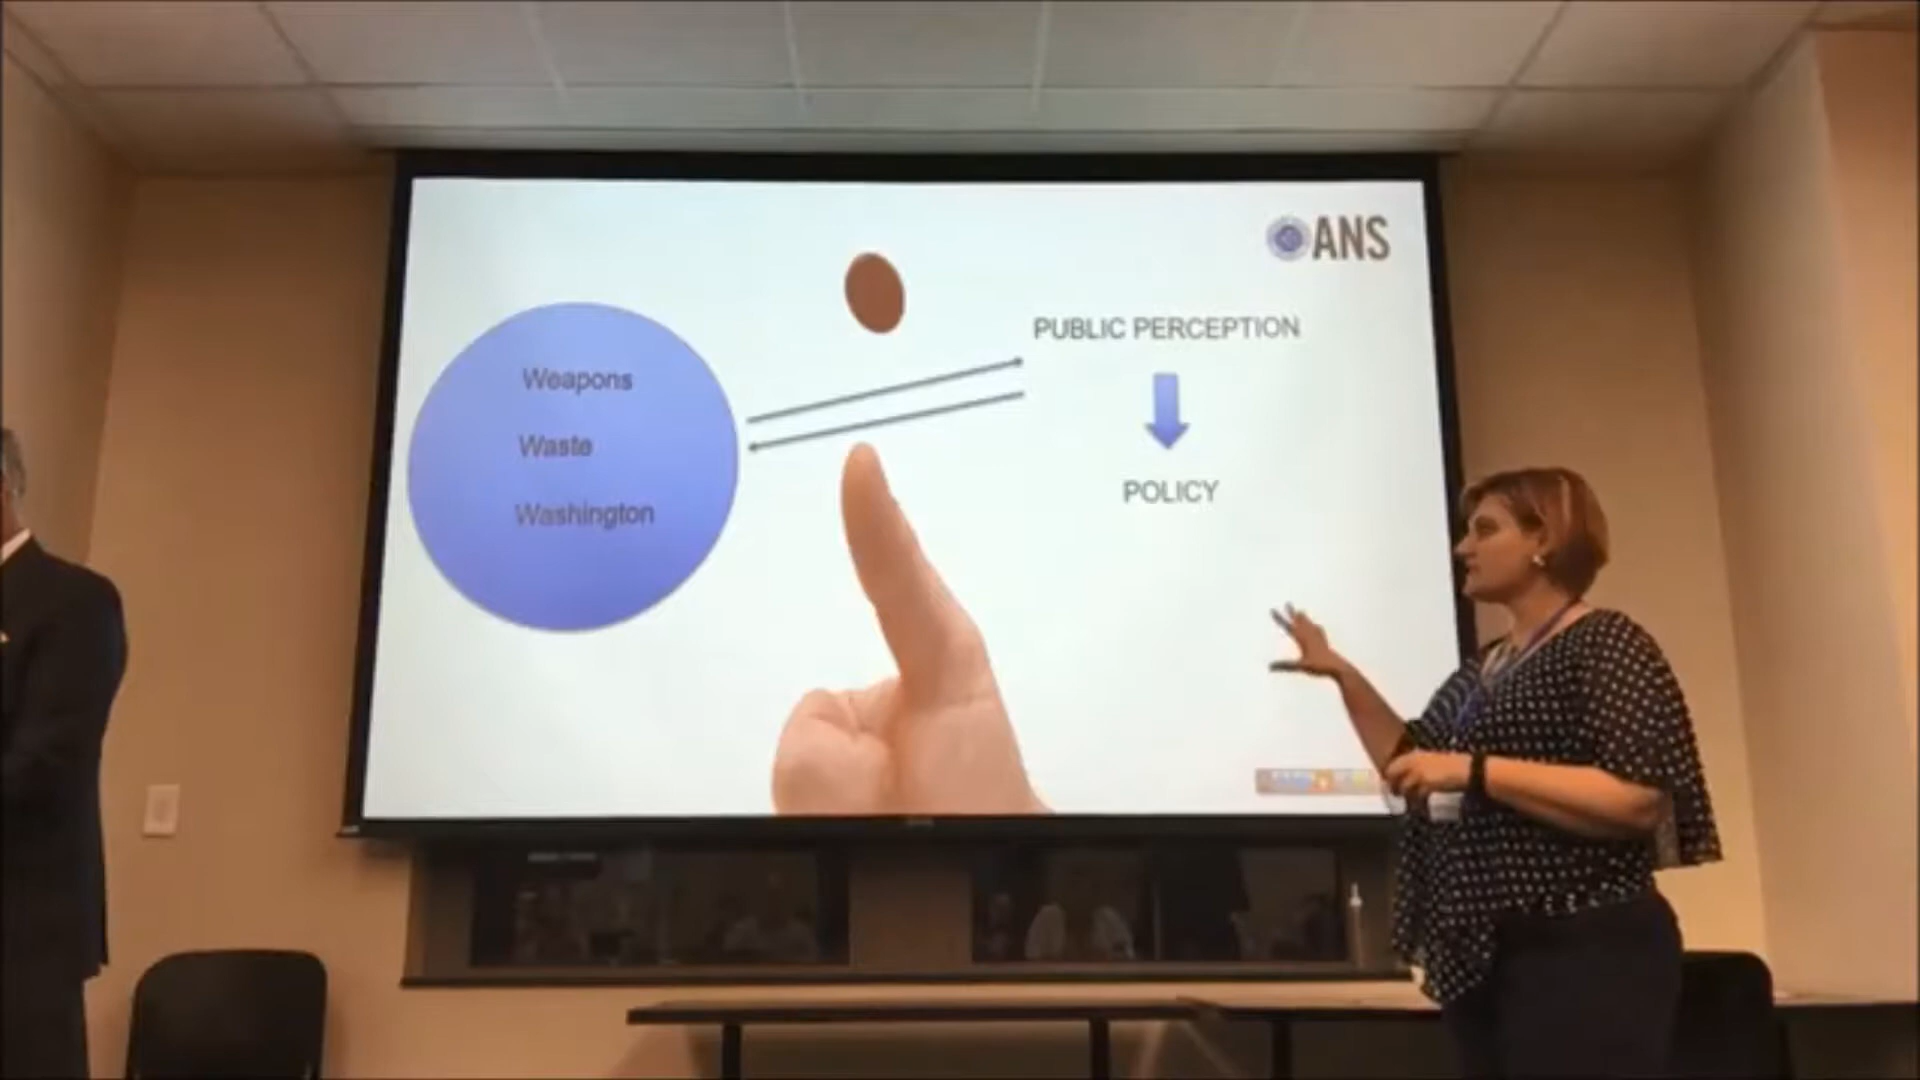 ANS
Weapons
Waste
Washington
PUBLIC PERCEPTION
POLICY